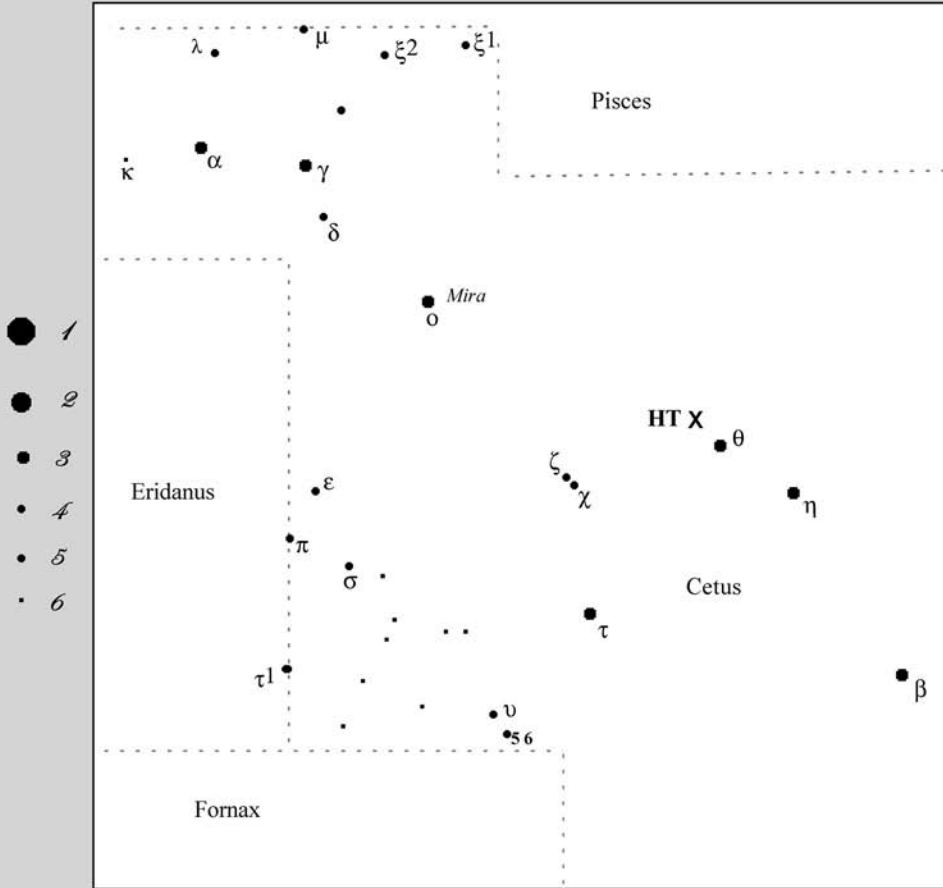 λ
μ
ξ2
ξ1
Pisces
κ
α
γ
δ
Mira
ο
1
2
3
4
5
6
HT X
θ
ζ
χ
η
ε
Eridanus
π
σ
Cetus
τ
τ1
β
υ
56
Fornax